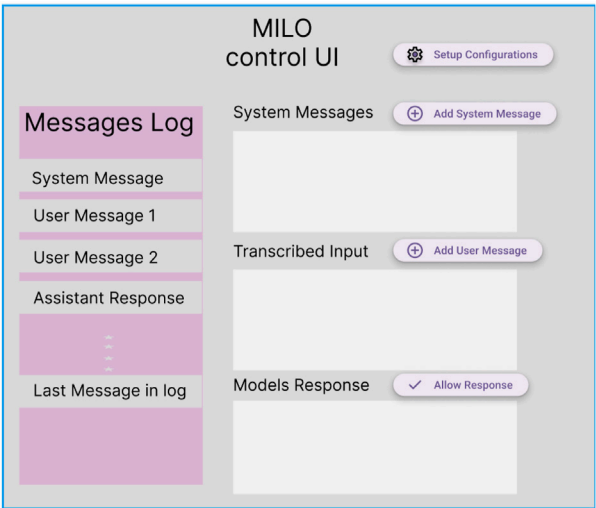 MILO
control UI
Setup Configurations
Messages Log
System Message
User Message 1
User Message 2
Assistant Response
Last Message in log
System Messages
Add System Message
Transcribed Input
Add User Message
Models Response
Allow Response